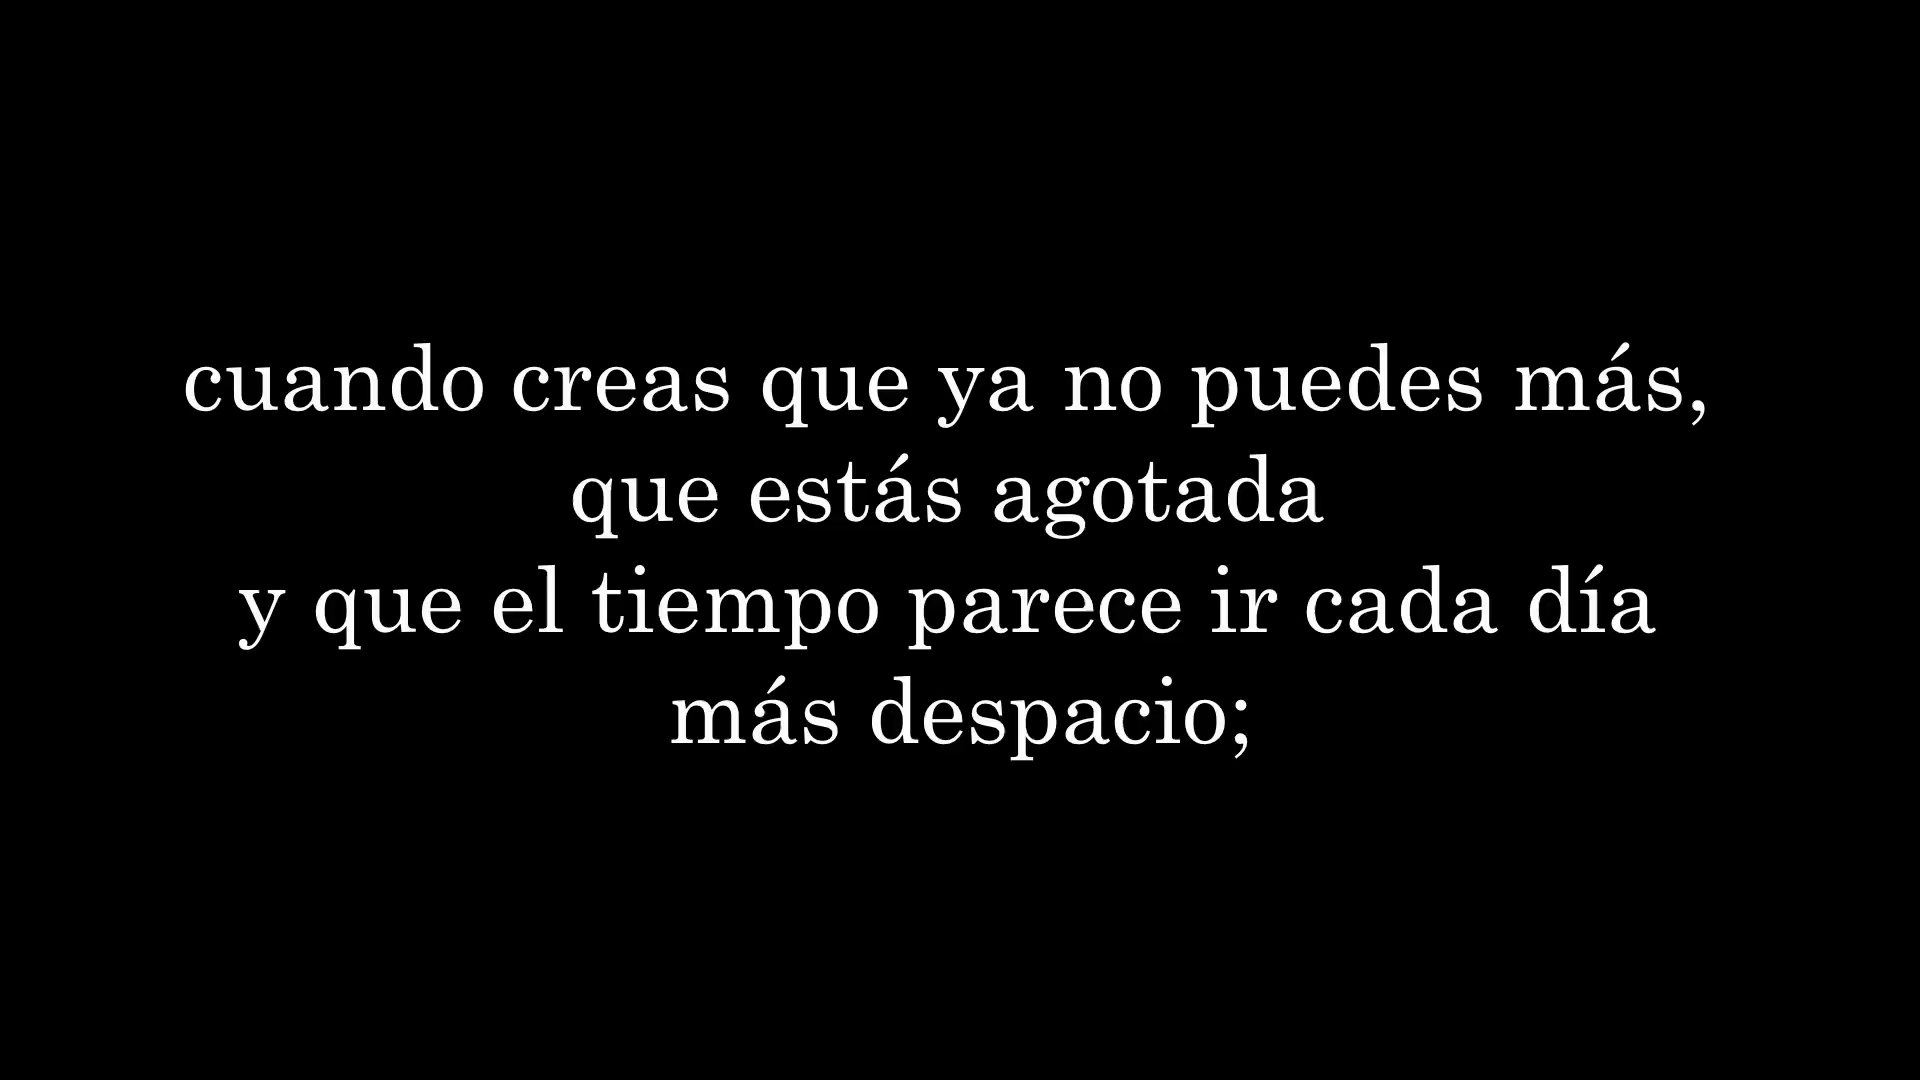 cuando creas que ya no puedes más,
que estás agotada
y que el tiempo parece ir cada día
más despacio;